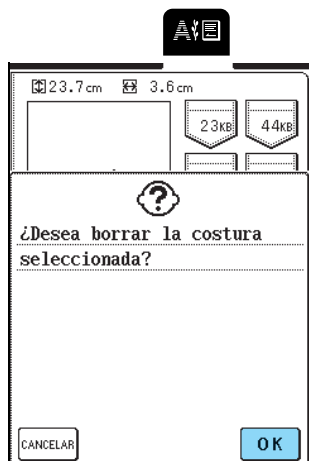 A
23.7cm 3.6cm
23KB 44KB
¿Desea borrar la costura
seleccionada?
CANCELAR OK